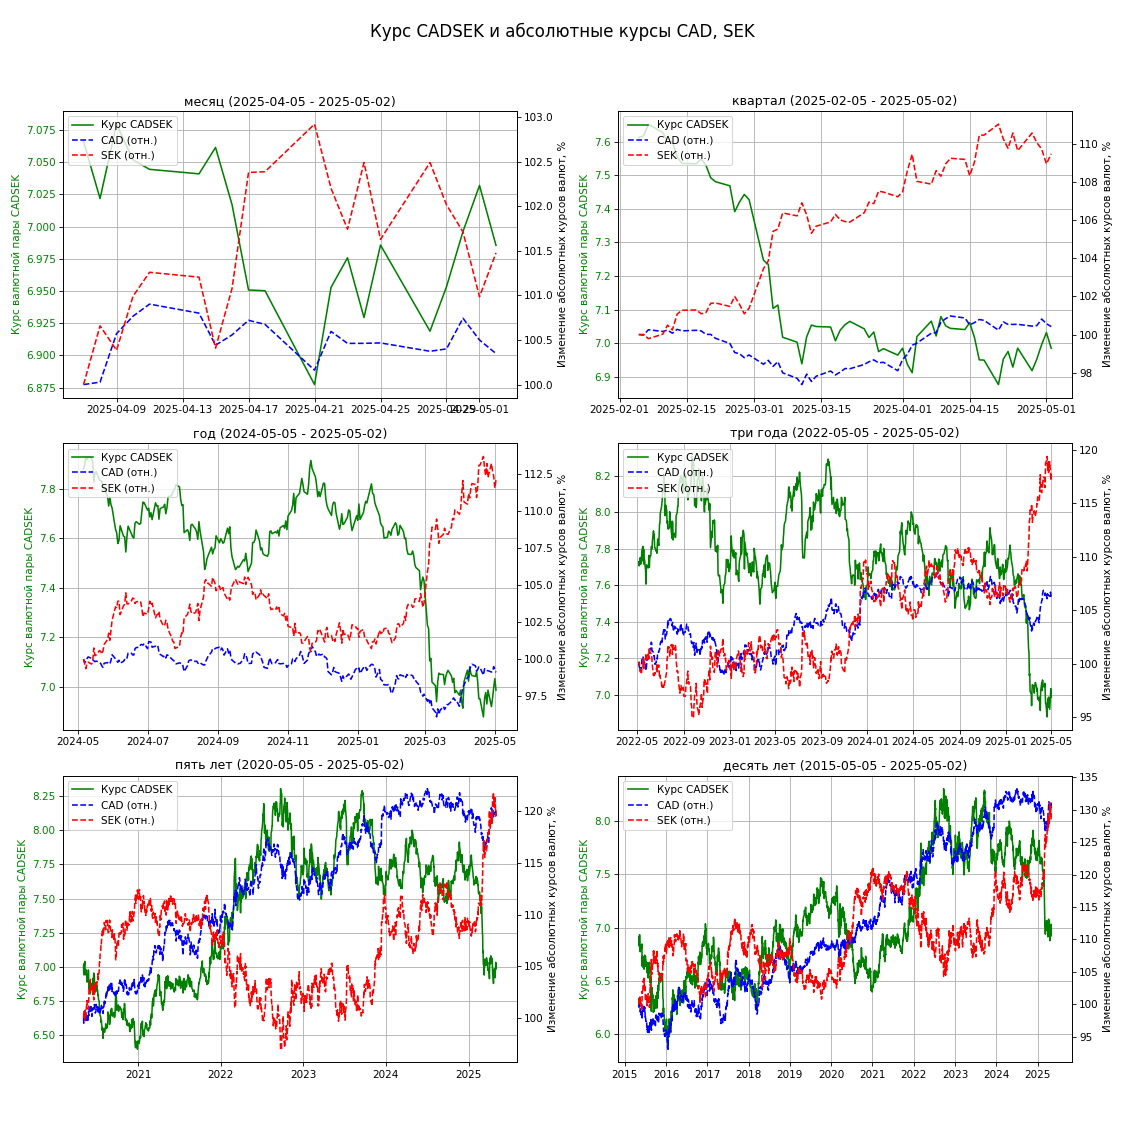 Курс CADSEK и абсолютные курсы CAD, SEK
месяц (2025-04-05 - 2025-05-02)
Курс CADSEK
CAD (отн.)
SEK (отн.)
Курс валютной пары CADSEK
7.075
7.050
7.025
7.000
6.975
6.950
6.925
6.900
6.875
103.0
102.5
102.0
101.5
101.0
100.5
100.0
Изменение абсолютных курсов валют, %
2025-04-09 2025-04-13 2025-04-17 2025-04-21 2025-04-25 2025-04-29 2025-05-01
квартал (2025-02-05 - 2025-05-02)
Курс CADSEK
CAD (отн.)
SEK (отн.)
Курс валютной пары CADSEK
7.6
7.5
7.4
7.3
7.2
7.1
7.0
6.9
110
108
106
104
102
100
98
Изменение абсолютных курсов валют, %
2025-02-01 2025-02-15 2025-03-01 2025-03-15 2025-04-01 2025-04-15 2025-05-01
год (2024-05-05 - 2025-05-02)
Курс CADSEK
CAD (отн.)
SEK (отн.)
Курс валютной пары CADSEK
7.8
7.6
7.4
7.2
7.0
112.5
110.0
107.5
105.0
102.5
100.0
97.5
Изменение абсолютных курсов валют, %
2024-05 2024-07 2024-09 2024-11 2025-01 2025-03 2025-05
три года (2022-05-05 - 2025-05-02)
Курс CADSEK
CAD (отн.)
SEK (отн.)
Курс валютной пары CADSEK
8.2
8.0
7.8
7.6
7.4
7.2
7.0
120
115
110
105
100
95
Изменение абсолютных курсов валют, %
2022-05 2022-09 2023-01 2023-05 2023-09 2024-01 2024-05 2024-09 2025-01 2025-05
пять лет (2020-05-05 - 2025-05-02)
Курс CADSEK
CAD (отн.)
SEK (отн.)
Курс валютной пары CADSEK
8.25
8.00
7.75
7.50
7.25
7.00
6.75
6.50
120
115
110
105
100
Изменение абсолютных курсов валют, %
2021 2022 2023 2024 2025
десять лет (2015-05-05 - 2025-05-02)
Курс CADSEK
CAD (отн.)
SEK (отн.)
Курс валютной пары CADSEK
8.0
7.5
7.0
6.5
6.0
135
130
125
120
115
110
105
100
95
Изменение абсолютных курсов валют, %
2015 2016 2017 2018 2019 2020 2021 2022 2023 2024 2025